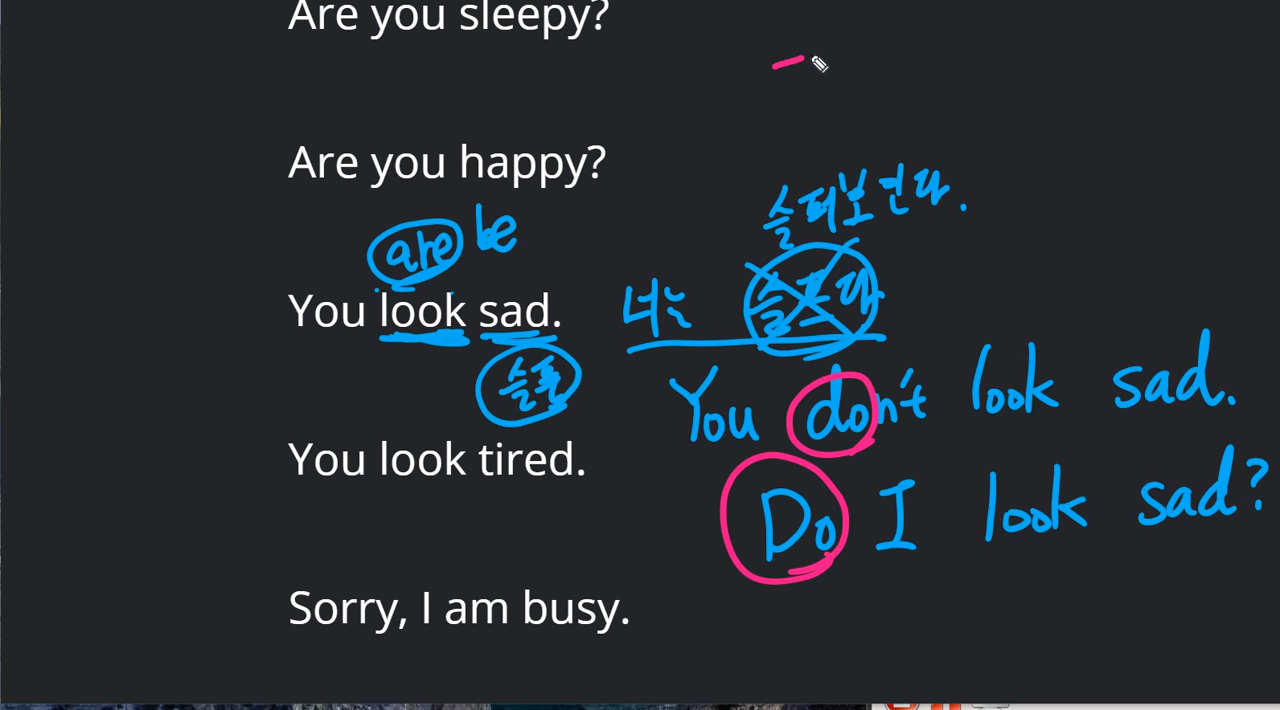 Are you sleepy?
Are you happy?
슬퍼보인다.
are be
You look sad.
너는 슬프다
슬픔
You don't look sad.
You look tired.
Do I look sad?
Sorry, I am busy.